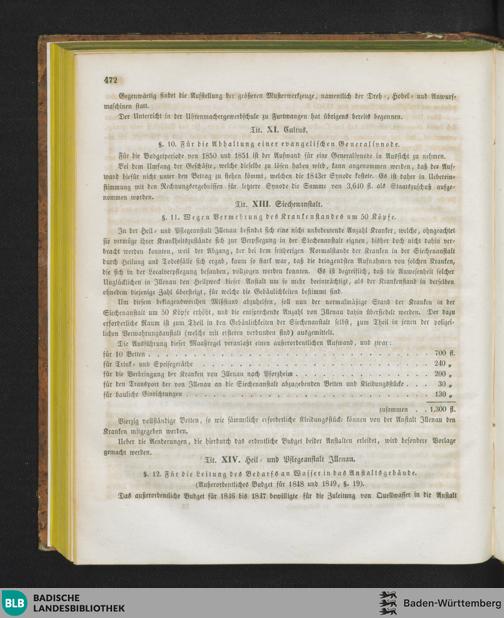 472
Gegenwärtig findet die Aufstellung der größeren Musterwerkzeuge, namentlich der Dreh-, Hobel- und Anwurf-
maschinen statt.
Der Unterricht in der Uhrenmachergewerbschule zu Furtwangen hat übrigens bereits begonnen.
Tit. XI. Cultus.
§. 10. Für die Abhaltung einer evangelischen Generalsynode.
Für die Budgetperiode von 1850 und 1851 ist der Aufwand für eine Generalsynode in Aussicht zu nehmen.
Bei dem Umfang der Geschäfte, welche dieselbe zu lösen haben wird, kann angenommen werden, daß der Auf-
wand hiefür nicht unter den Betrag zu stehen kömmt, welchen die 1843er Synode kostete. Es ist daher in Ueberein-
stimmung mit den Rechnungsergebnissen für letztere Synode die Summe von 3,640 fl. als Staatszuschuß aufge-
nommen worden.
Tit. XIII. Siechenanstalt.
§. 11. Wegen Vermehrung des Krankenstandes um 50 Köpfe.
In der Heil- und Pflegeanstalt Illenau befindet sich eine nicht unbedeutende Anzahl Kranker, welche, ohngeachtet
sie vermöge ihrer Krankheitszustände sich zur Verpflegung in der Siechenanstalt eignen, bisher doch nicht dahin ver-
bracht werden konnten, weil der Abgang, der bei dem seitherigen Normalstande der Kranken in der Siechenanstalt
durch Heilung und Todesfälle sich ergab, kaum so stark war, daß die dringendsten Aufnahmen von solchen Kranken,
die sich in der Localverpflegung befanden, vollzogen werden konnten. Es ist begreiflich, daß die Anwesenheit solcher
Unglücklichen in Illenau den Heilzweck dieser Anstalt um so mehr beeinträchtigt, als der Krankenstand in derselben
ohnedem diejenige Zahl übersteigt, für welche die Gebäulichkeiten bestimmt sind.
Um diesem beklagenswerthen Mißstand abzuhelfen, soll nun der normalmäßige Stand der Kranken in der
Siechenanstalt um 50 Köpfe erhöht, und die entsprechende Anzahl von Illenau dahin übersiedelt werden. Der dazu
erforderliche Raum ist zum Theil in den Gebäulichkeiten der Siechenanstalt selbst, zum Theil in jenen der polizei-
lichen Verwahrungsanstalt (welche mit ersteren verbunden sind) ausgemittelt.
Die Ausführung dieser Maaßregel veranlaßt einen außerordentlichen Aufwand, und zwar:
für 10 Betten . . . . . 700 fl.
für Trink- und Speisegeräthe . . . . . 240 „
für die Verbringung der Kranken von Illenau nach Pforzheim . . . . . 200 „
für den Transport der von Illenau an die Siechenanstalt abzugebenden Betten und Kleidungsstücke . . . 30 „
für bauliche Einrichtungen . . . . . 130 „
zusammen . . 1,300 fl.
Vierzig vollständige Betten, so wie sämmtliche erforderliche Kleidungsstücke können von der Anstalt Illenau den
Kranken mitgegeben werden.
Ueber die Aenderungen, die hierdurch das ordentliche Budget beider Anstalten erleidet, wird besondere Vorlage
gemacht werden.
Tit. XIV. Heil- und Pflegeanstalt Illenau.
§. 12. Für die Leitung des Bedarfs an Wasser in das Anstaltsgebäude.
(Außerordentliches Budget für 1848 und 1849, §. 19).
Das außerordentliche Budget für 1846 bis 1847 bewilligte für die Zuleitung von Quellwasser in die Anstalt
BLB
BADISCHE
LANDESBIBLIOTHEK
Baden-Württemberg